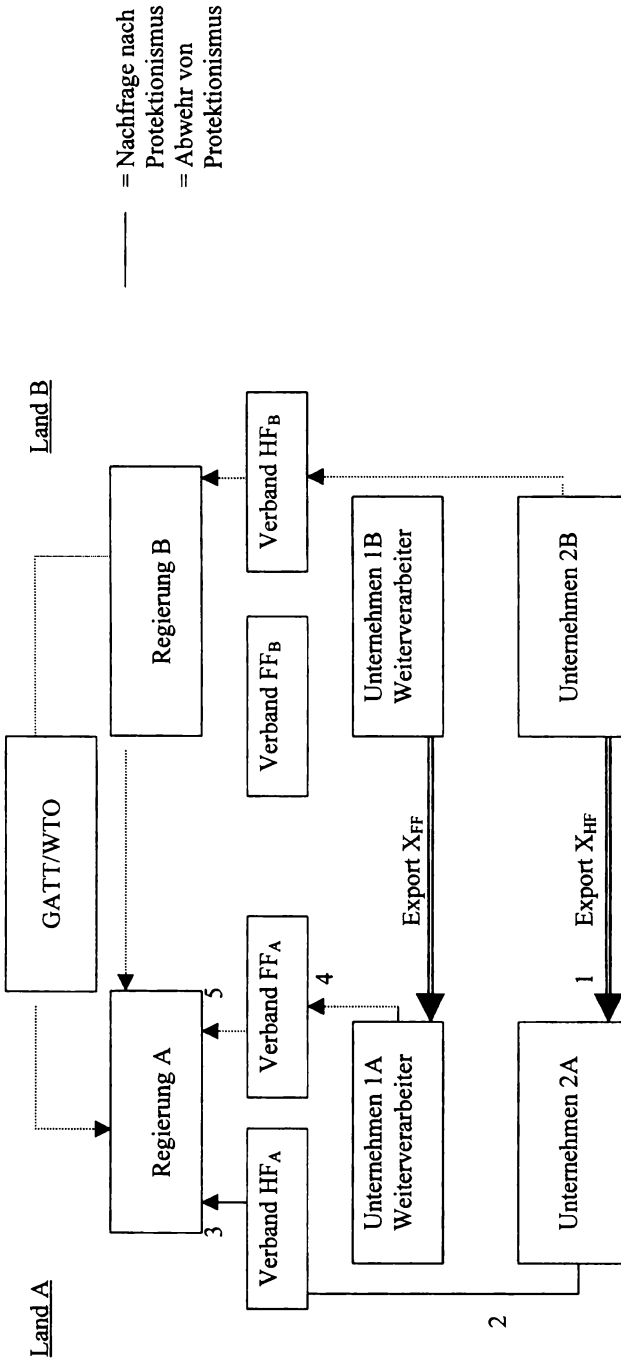 Land A
Land B
GATT/WTO
Regierung A
Regierung B
3
5
Verband HF_A
Verband FF_A
Verband FF_B
Verband HF_B
4
Unternehmen 1A
Weiterverarbeiter
Export X_FF
Unternehmen 1B
Weiterverarbeiter
2
1
Unternehmen 2A
Export X_HF
Unternehmen 2B
= Nachfrage nach
Protektionismus
= Abwehr von
Protektionismus